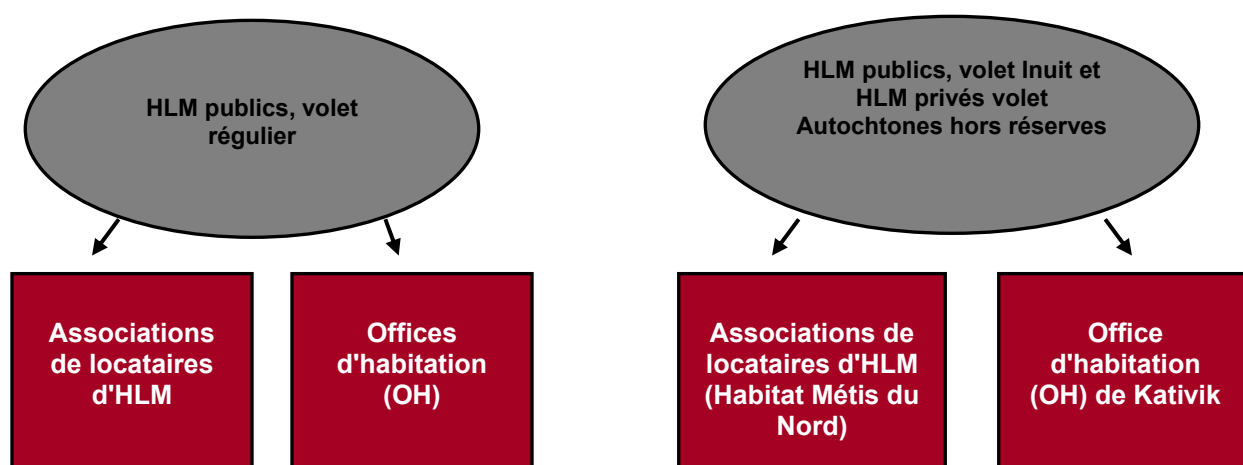 HLM publics, volet
régulier
HLM publics, volet Inuit et
HLM privés volet
Autochtones hors réserves
Associations
de locataires
d'HLM
Offices
d'habitation
(OH)
Associations de
locataires d'HLM
(Habitat Métis du
Nord)
Office
d'habitation
(OH) de Kativik